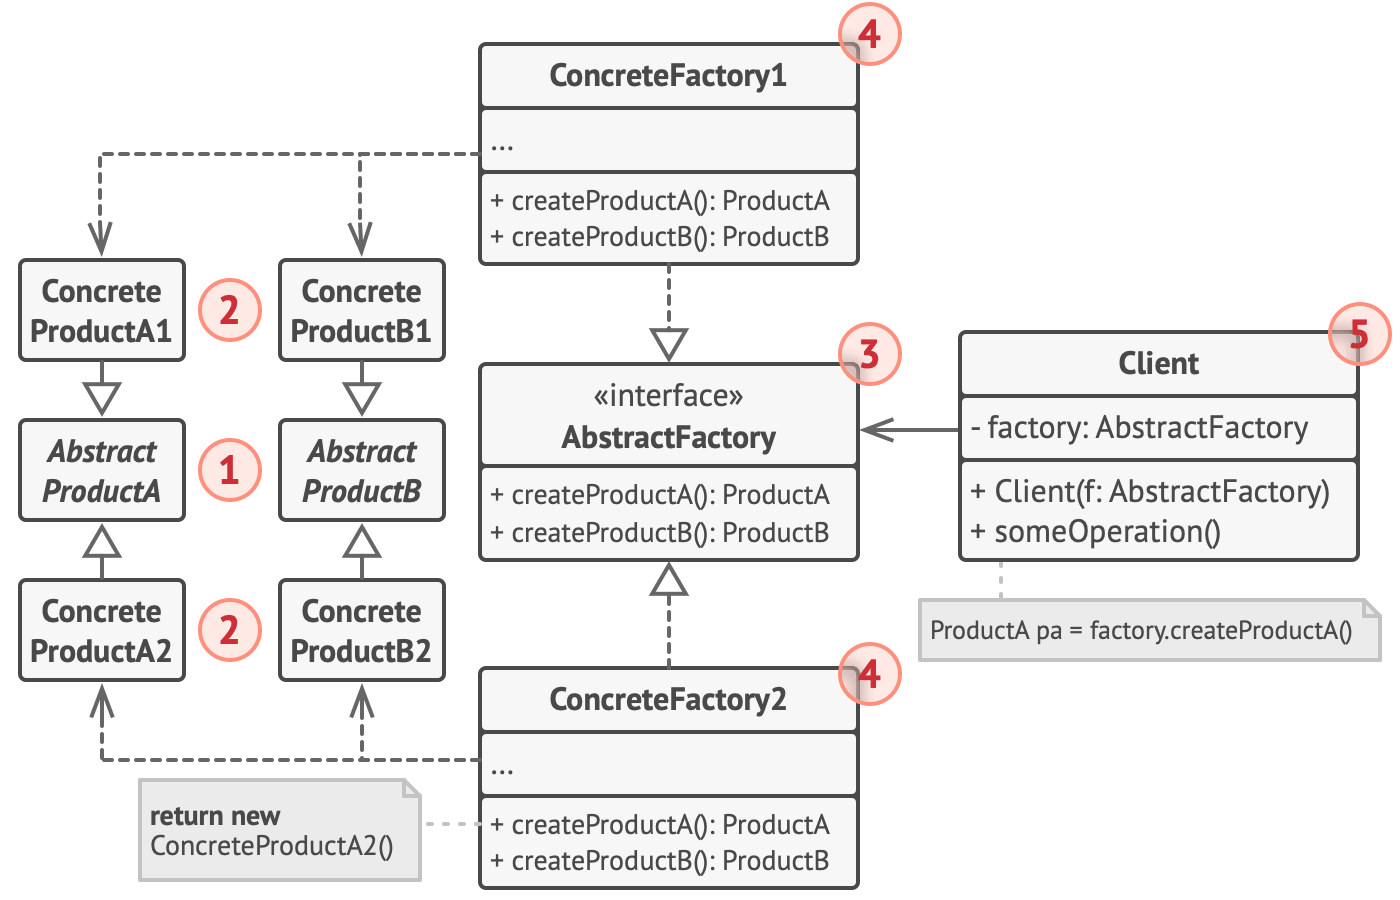 4
ConcreteFactory1
...
+ createProductA(): ProductA
+ createProductB(): ProductB
Concrete
ProductA1
2
Concrete
ProductB1
Abstract
ProductA
1
Abstract
ProductB
Concrete
ProductA2
2
Concrete
ProductB2
3
«interface»
AbstractFactory
+ createProductA(): ProductA
+ createProductB(): ProductB
5
Client
- factory: AbstractFactory
+ Client(f: AbstractFactory)
+ someOperation()
ProductA pa = factory.createProductA()
4
ConcreteFactory2
...
+ createProductA(): ProductA
+ createProductB(): ProductB
return new
ConcreteProductA2()